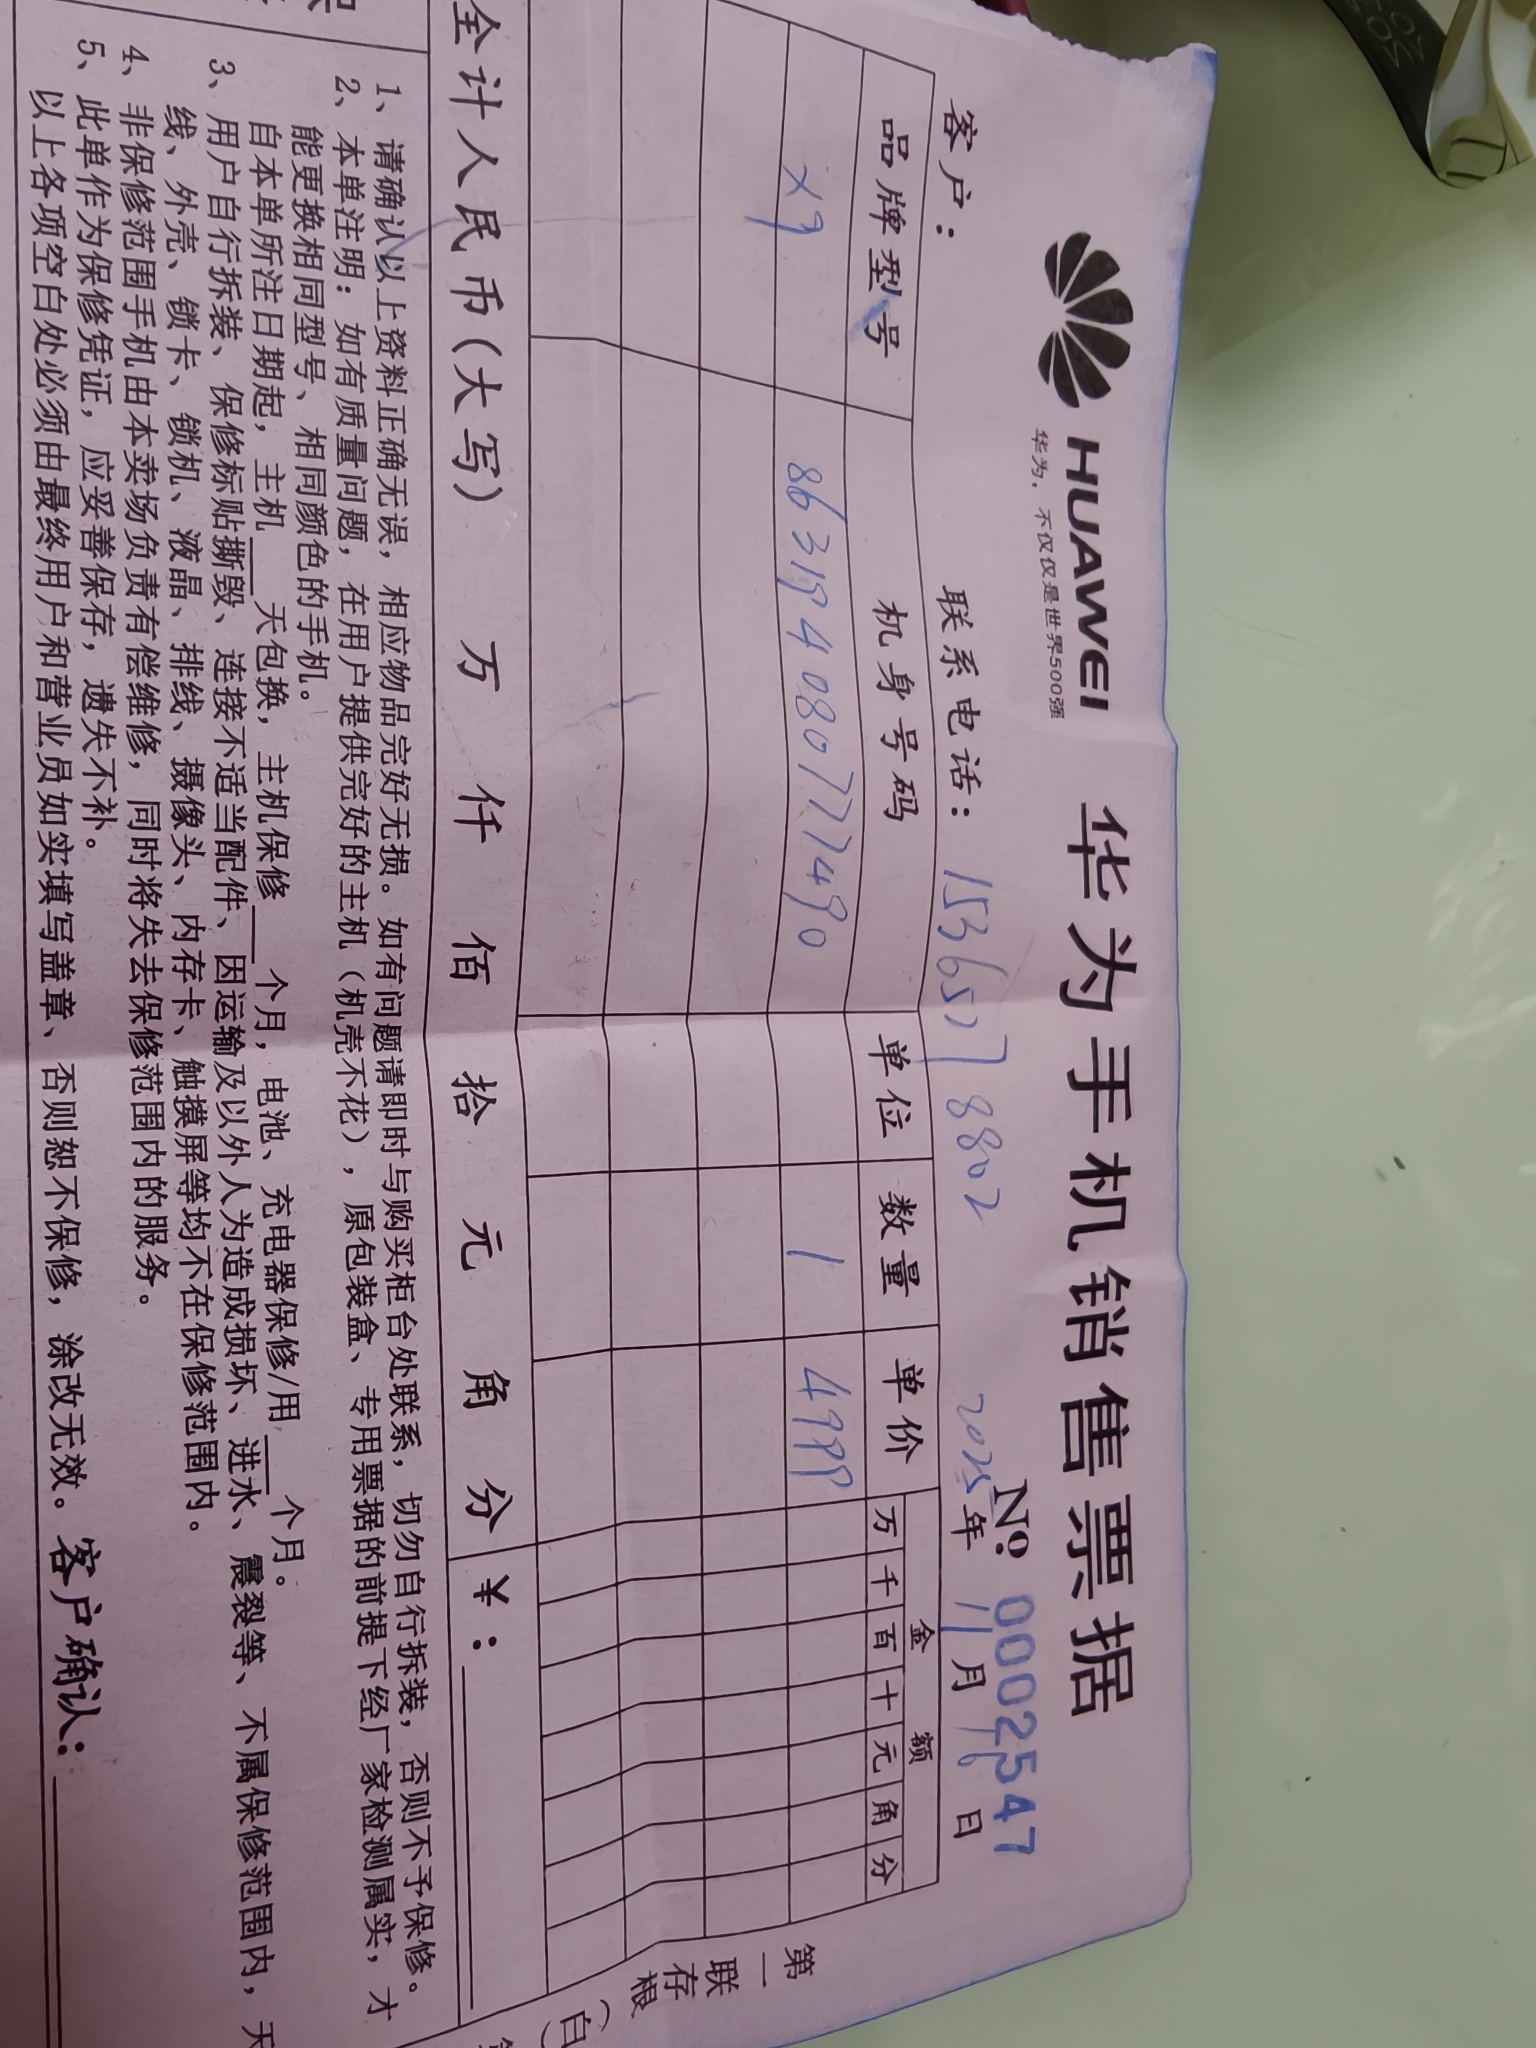 HUAWEI 华为手机销售票据
华为,不仅仅是世界500强
№: 0002547
客户: 联系电话: 15365778802 2025年11月16日
品牌型号 机身号码 单位 数量 单价 金额
万 千 百 十 元 角 分
X9 863194080777490 1 4999
全计人民币(大写) 万 仟 佰 拾 元 角 分 ¥:
1、请确认以上资料正确无误,相应物品完好无损。如有问题请即时与购买柜台处联系,切勿自行拆装,否则不予保修。
2、本单注明:如有质量问题,在用户提供完好的主机(机壳不花),原包装盒、专用票据的前提下经厂家检测属实,才
能更换相同型号、相同颜色的手机。
自本单所注日期起,主机____天包换,主机保修____个月,电池、充电器保修/用____个月。
3、用户自行拆装、保修标贴撕毁、连接不适当配件、因运输及以外人为造成损坏、进水、震裂等、不属保修范围内,天
线、外壳、锁卡、锁机、液晶、排线、摄像头、内存卡、触摸屏等均不在保修范围内。
4、非保修范围手机由本卖场负责有偿维修,同时将失去保修范围内的服务。
5、此单作为保修凭证,应妥善保存,遗失不补。
以上各项空白处必须由最终用户和营业员如实填写盖章、否则恕不保修,涂改无效。客户确认:
第一联存根(白)